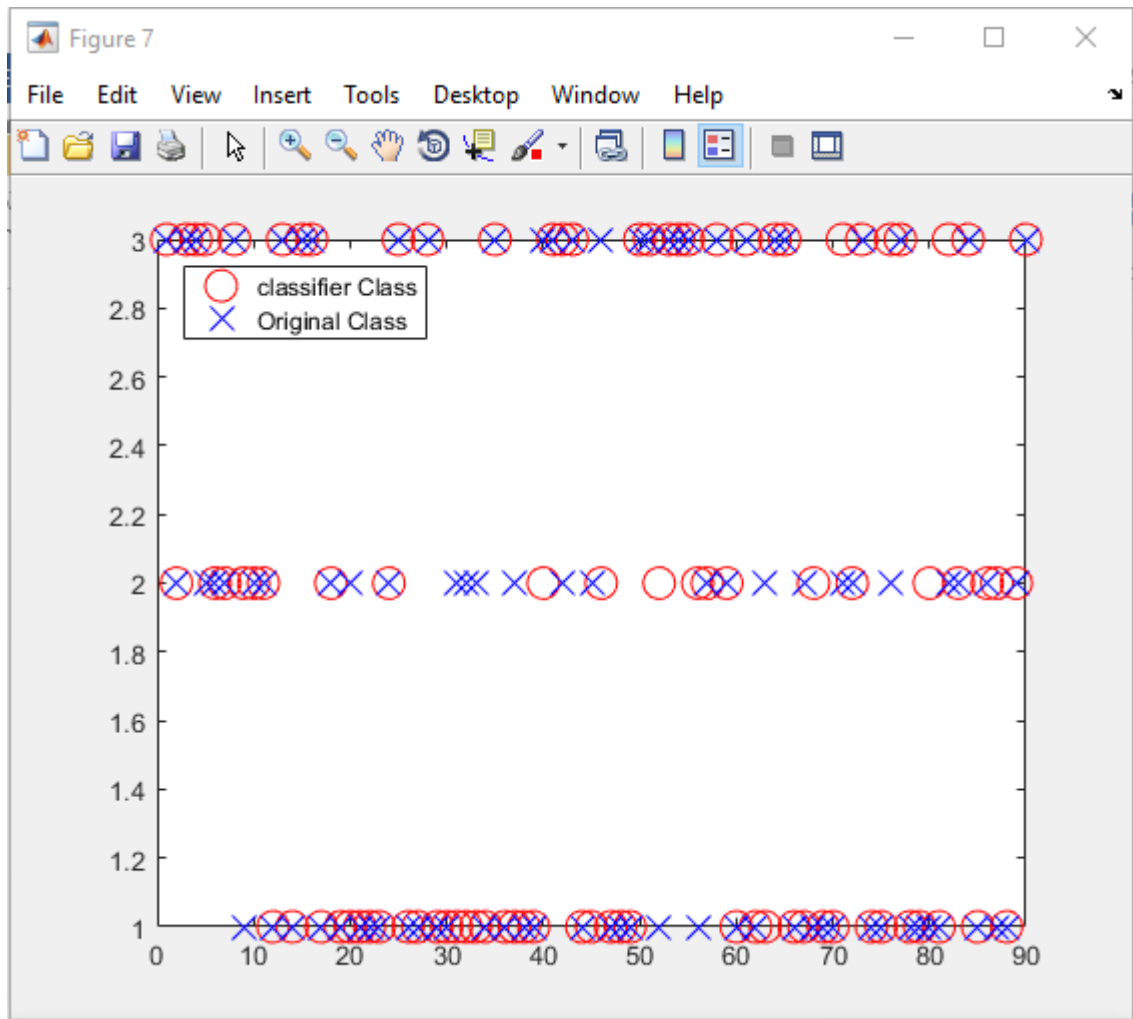 Figure 7
File Edit View Insert Tools Desktop Window Help
3
classifier Class
Original Class
2.8
2.6
2.4
2.2
2
1.8
1.6
1.4
1.2
1
0 10 20 30 40 50 60 70 80 90